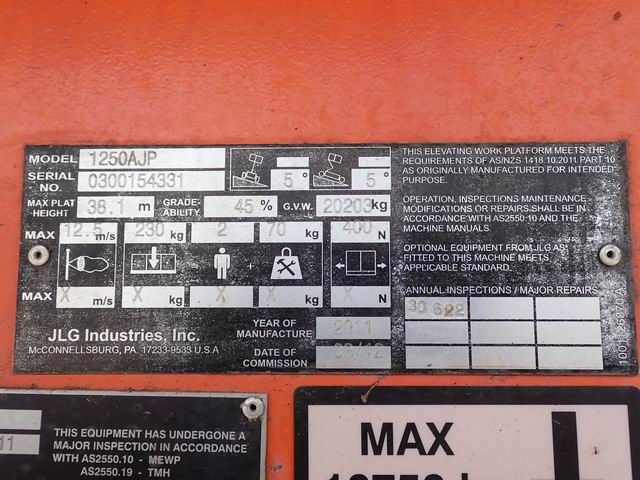 MODEL 1250AJP
SERIAL NO. 0300154331
5° 5°
MAX PLAT HEIGHT 38.1 m GRADE-ABILITY 45 % G.V.W. 20203kg
MAX 12.5 m/s 230 kg 2 70 kg 400 N
+
MAX X m/s X kg X X kg X N
JLG Industries, Inc.
McCONNELLSBURG, PA. 17233-9533 U.S.A
YEAR OF MANUFACTURE 2011
DATE OF COMMISSION
THIS ELEVATING WORK PLATFORM MEETS THE
REQUIREMENTS OF AS/NZS 1418.10.2011 PART 10
AS ORIGINALLY MANUFACTURED FOR INTENDED
PURPOSE.
OPERATION, INSPECTIONS MAINTENANCE
MODIFICATIONS OR REPAIRS SHALL BE IN
ACCORDANCE WITH AS2550:10 AND THE
MACHINE MANUALS.
OPTIONAL EQUIPMENT FROM JLG AS
FITTED TO THIS MACHINE MEETS
APPLICABLE STANDARD.
ANNUAL INSPECTIONS / MAJOR REPAIRS
30 6 22
11
THIS EQUIPMENT HAS UNDERGONE A
MAJOR INSPECTION IN ACCORDANCE
WITH AS2550.10 - MEWP
AS2550.19 - TMH
MAX